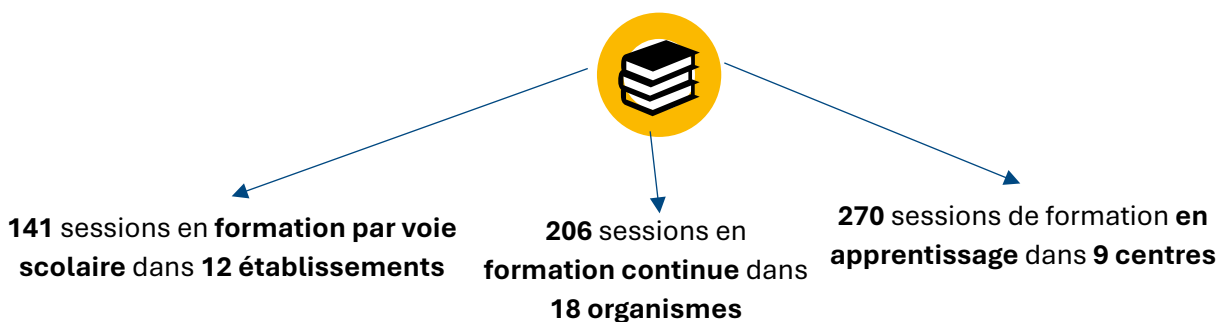 141 sessions en formation par voie
scolaire dans 12 établissements
206 sessions en
formation continue dans
18 organismes
270 sessions de formation en
apprentissage dans 9 centres